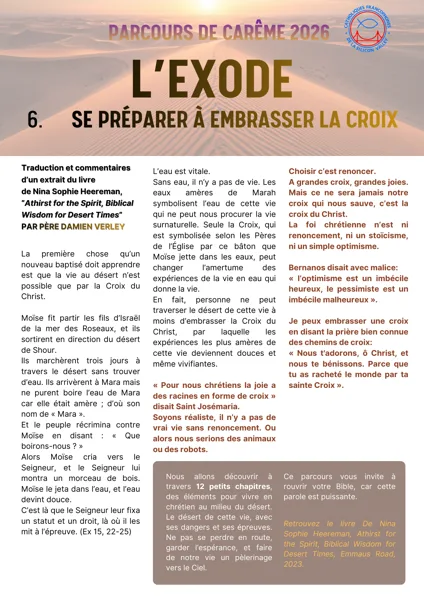 PARCOURS DE CARÊME 2026
L'EXODE
6. SE PRÉPARER À EMBRASSER LA CROIX
Traduction et commentaires
d'un extrait du livre
de Nina Sophie Heereman,
"Athirst for the Spirit, Biblical
Wisdom for Desert Times"
PAR PÈRE DAMIEN VERLEY
La première chose qu'un
nouveau baptisé doit apprendre
est que la vie au désert n'est
possible que par la Croix du
Christ.
Moïse fit partir les fils d'Israël
de la mer des Roseaux, et ils
sortirent en direction du désert
de Shour.
Ils marchèrent trois jours à
travers le désert sans trouver
d'eau. Ils arrivèrent à Mara mais
ne purent boire l'eau de Mara
car elle était amère ; d'où son
nom de « Mara ».
Et le peuple récrimina contre
Moïse en disant : « Que
boirons-nous ? »
Alors Moïse cria vers le
Seigneur, et le Seigneur lui
montra un morceau de bois.
Moïse le jeta dans l'eau, et l'eau
devint douce.
C'est là que le Seigneur leur fixa
un statut et un droit, là où il les
mit à l'épreuve. (Ex 15, 22-25)
L'eau est vitale.
Sans eau, il n'y a pas de vie. Les
eaux amères de Marah
symbolisent l'eau de cette vie
qui ne peut nous procurer la vie
surnaturelle. Seule la Croix, qui
est symbolisée selon les Pères
de l'Église par ce bâton que
Moïse jette dans les eaux, peut
changer l'amertume des
expériences de la vie en eau qui
donne la vie.
En fait, personne ne peut
traverser le désert de cette vie à
moins d'embrasser la Croix du
Christ, par laquelle les
expériences les plus amères de
cette vie deviennent douces et
même vivifiantes.
« Pour nous chrétiens la joie a
des racines en forme de croix »
disait Saint Josémaria.
Soyons réaliste, il n'y a pas de
vrai vie sans renoncement. Ou
alors nous serions des animaux
ou des robots.
Choisir c'est renoncer.
A grandes croix, grandes joies.
Mais ce ne sera jamais notre
croix qui nous sauve, c'est la
croix du Christ.
La foi chrétienne n'est ni
renoncement, ni un stoïcisme,
ni un simple optimisme.
Bernanos disait avec malice:
« l'optimisme est un imbécile
heureux, le pessimiste est un
imbécile malheureux ».
Je peux embrasser une croix
en disant la prière bien connue
des chemins de croix:
« Nous t'adorons, ô Christ, et
nous te bénissons. Parce que
tu as racheté le monde par ta
sainte Croix ».
Nous allons découvrir à
travers 12 petits chapitres,
des éléments pour vivre en
chrétien au milieu du désert.
Le désert de cette vie, avec
ses dangers et ses épreuves.
Ne pas se perdre en route,
garder l'espérance, et faire
de notre vie un pèlerinage
vers le Ciel.
Ce parcours vous invite à
rouvrir votre Bible, car cette
parole est puissante.
Retrouvez le livre De Nina
Sophie Heereman, Athirst for
the Spirit, Biblical Wisdom for
Desert Times, Emmaus Road,
2023.